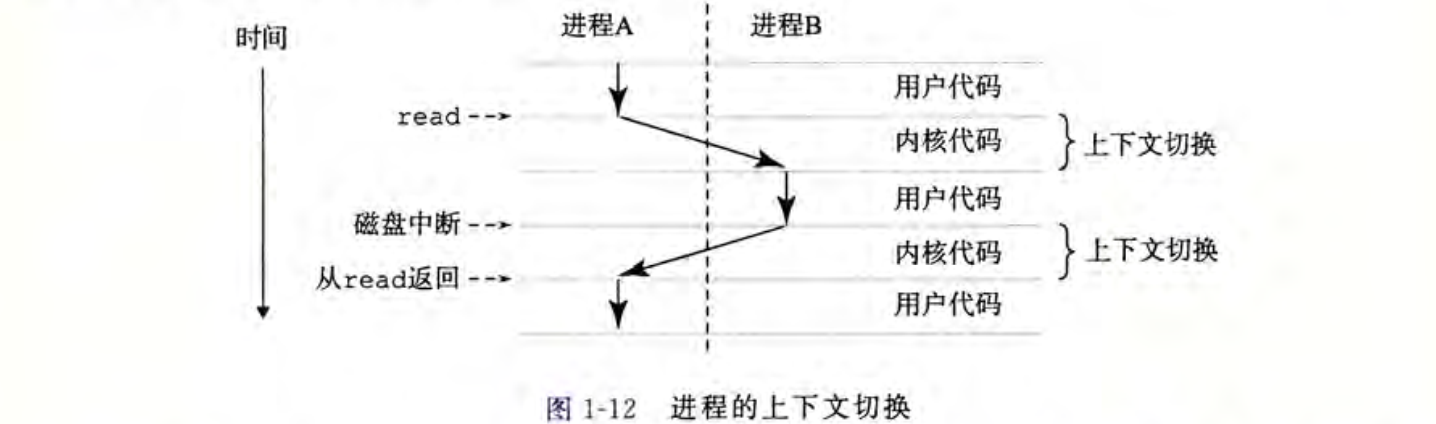 时间
进程A 进程B
用户代码
read
内核代码 上下文切换
用户代码
磁盘中断
内核代码 上下文切换
从read返回
用户代码
图 1-12 进程的上下文切换